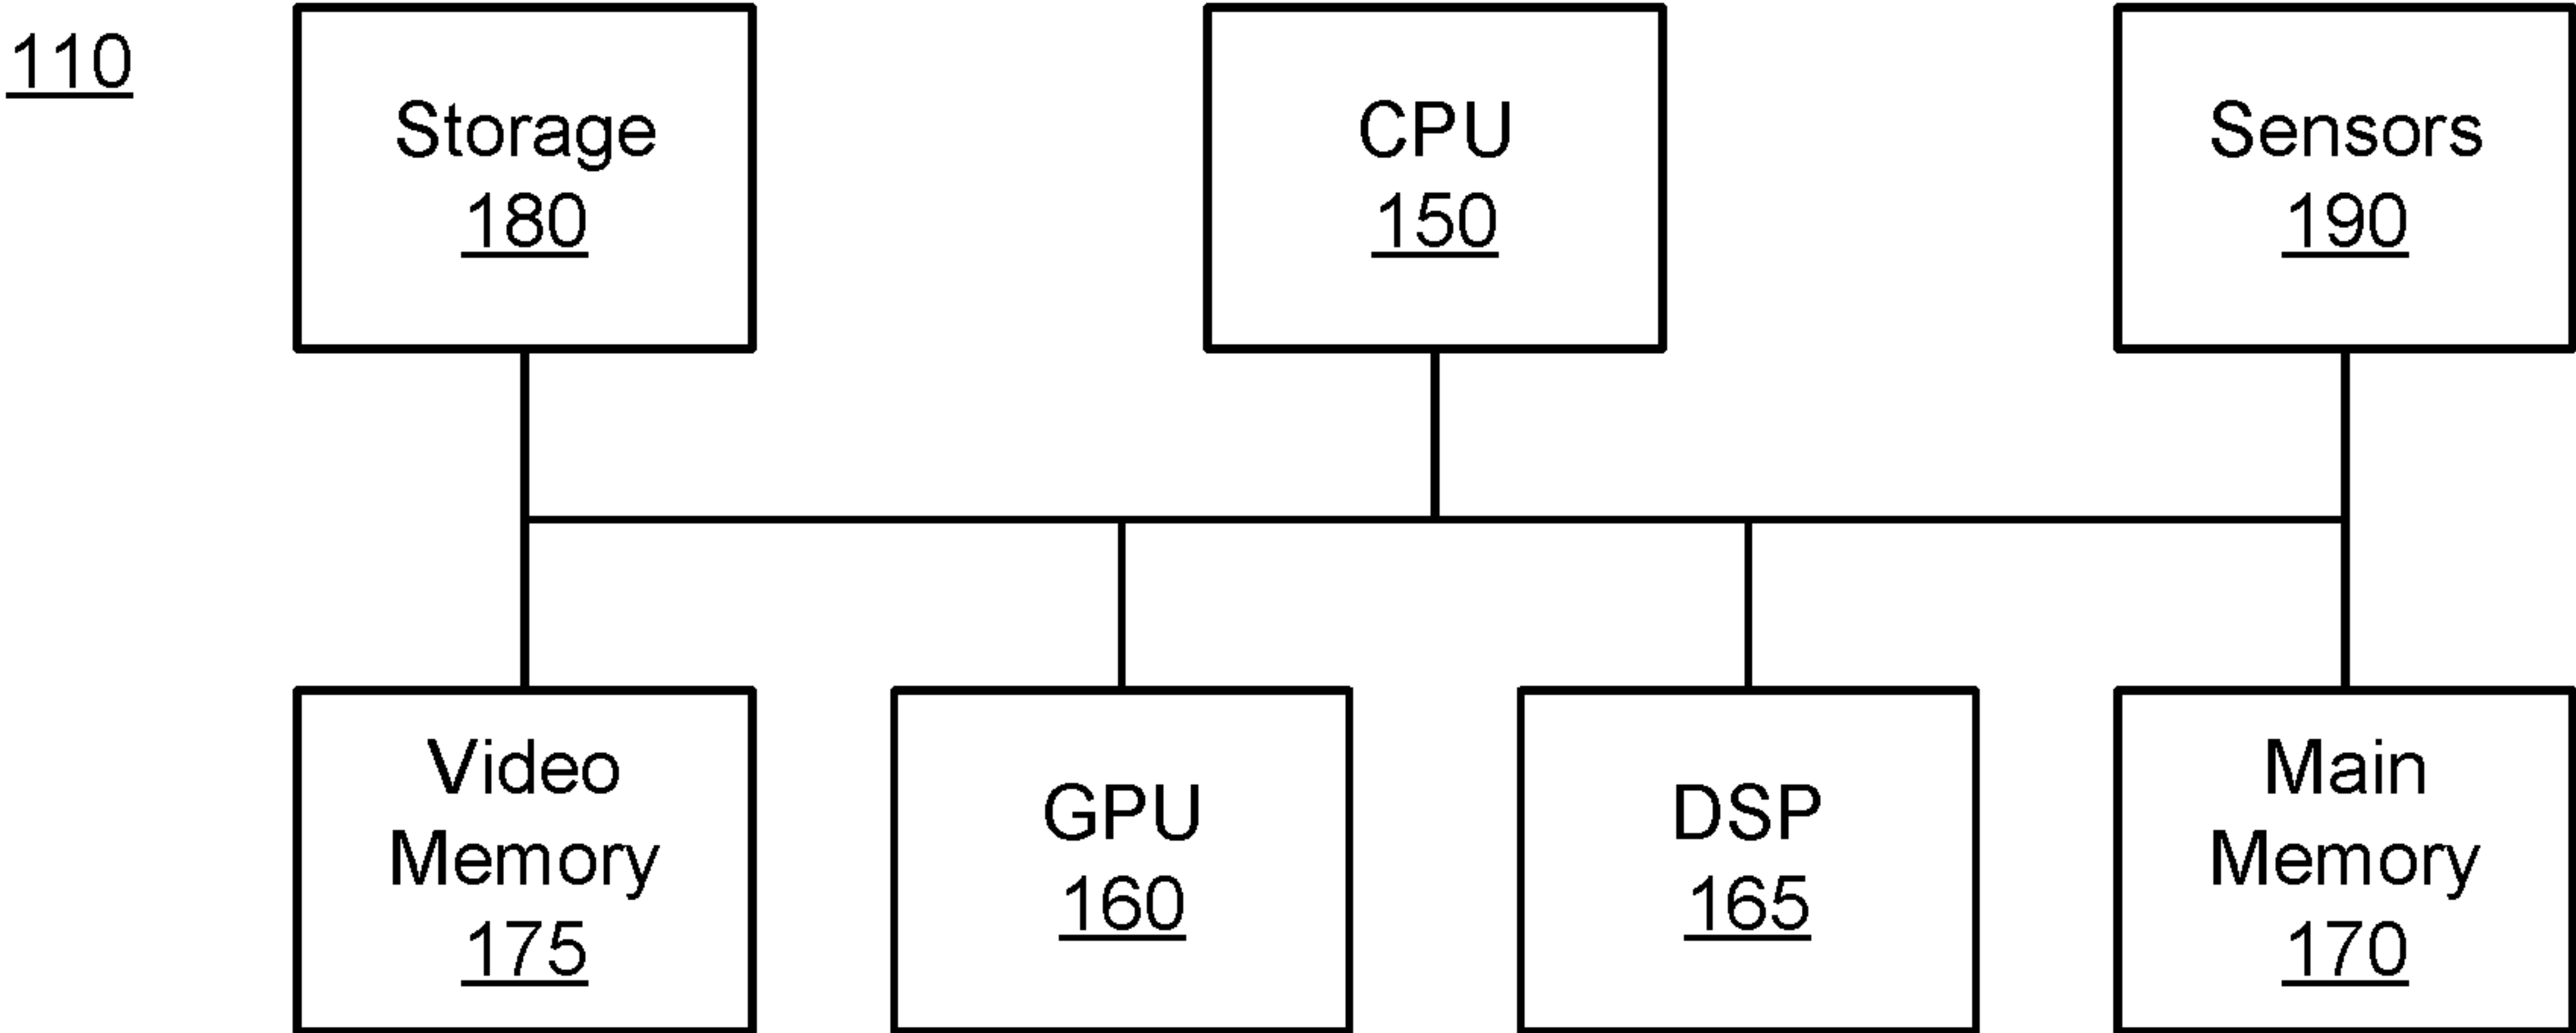 110
Storage
180
CPU
150
Sensors
190
Video
Memory
175
GPU
160
DSP
165
Main
Memory
170